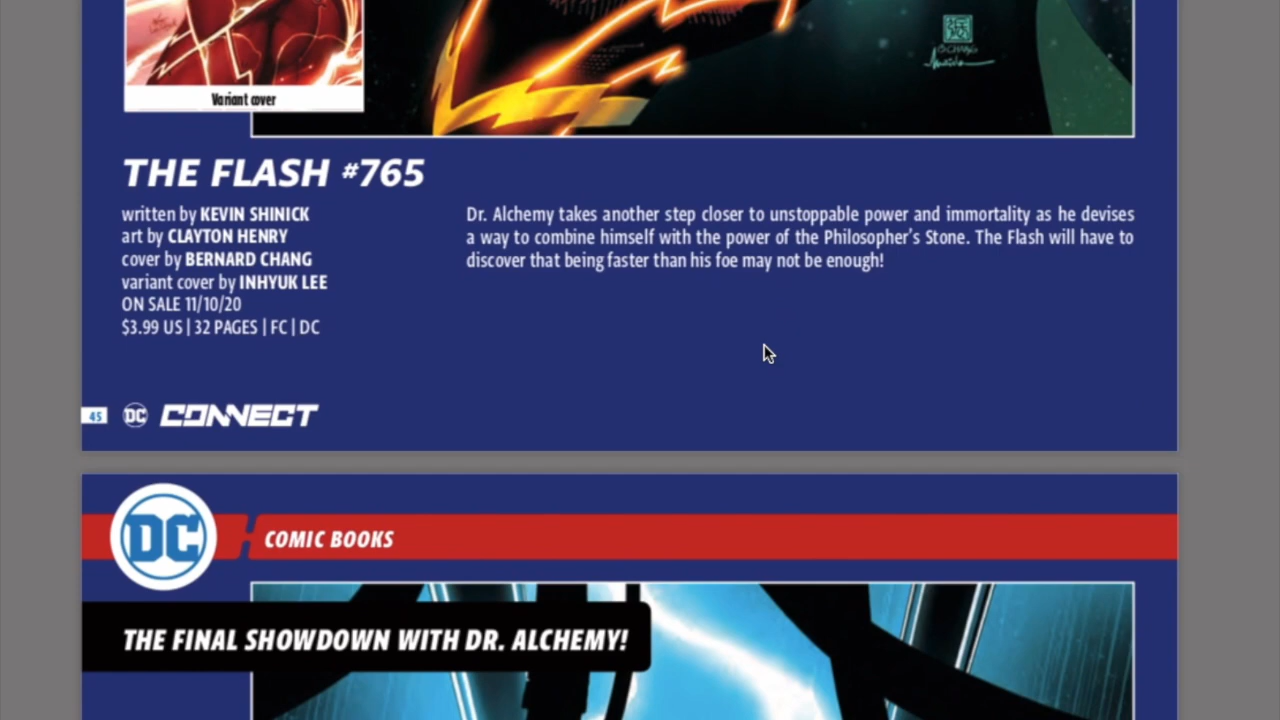 Variant cover
THE FLASH #765
written by KEVIN SHINICK
art by CLAYTON HENRY
cover by BERNARD CHANG
variant cover by INHYUK LEE
ON SALE 11/10/20
$3.99 US | 32 PAGES | FC | DC
Dr. Alchemy takes another step closer to unstoppable power and immortality as he devises
a way to combine himself with the power of the Philosopher's Stone. The Flash will have to
discover that being faster than his foe may not be enough!
45 DC CONNECT
DC COMIC BOOKS
THE FINAL SHOWDOWN WITH DR. ALCHEMY!